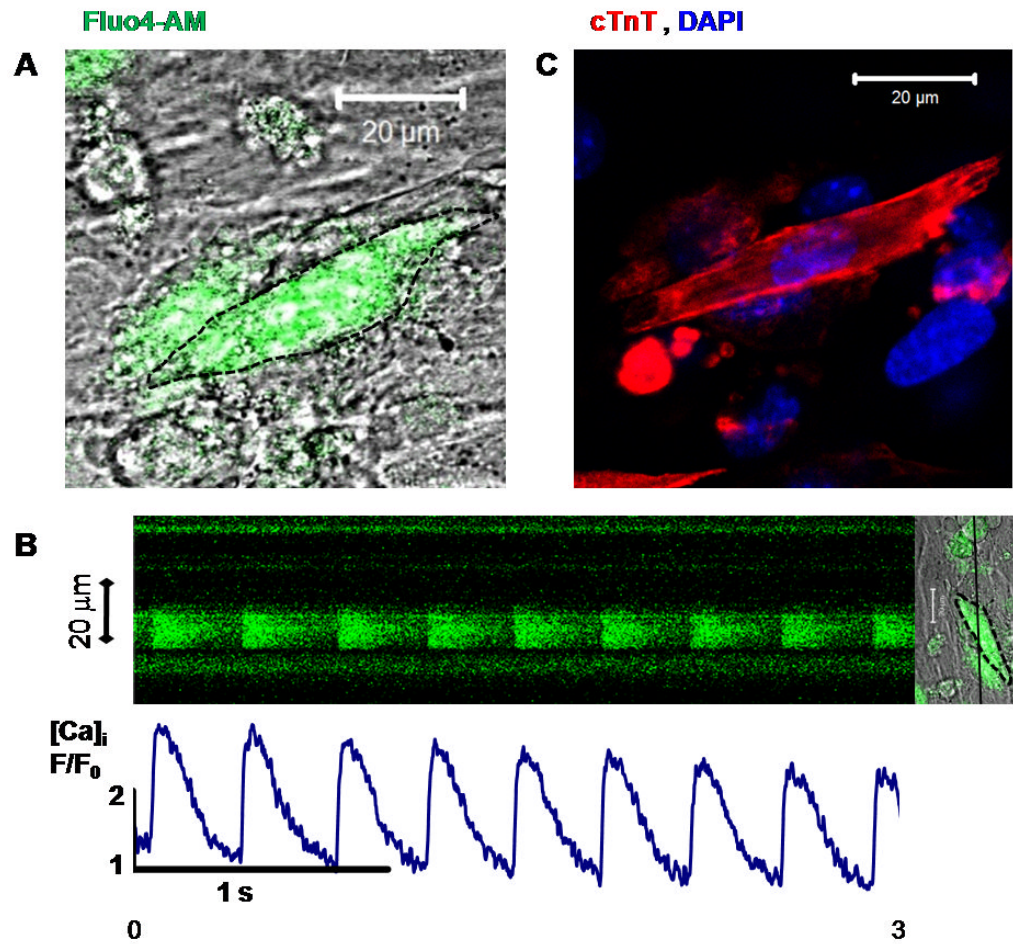 Fluo4-AM
cTnT , DAPI
A
20 µm
C
20 µm
B
20 µm
[Ca]i
F/F0
2
1
1 s
0
3